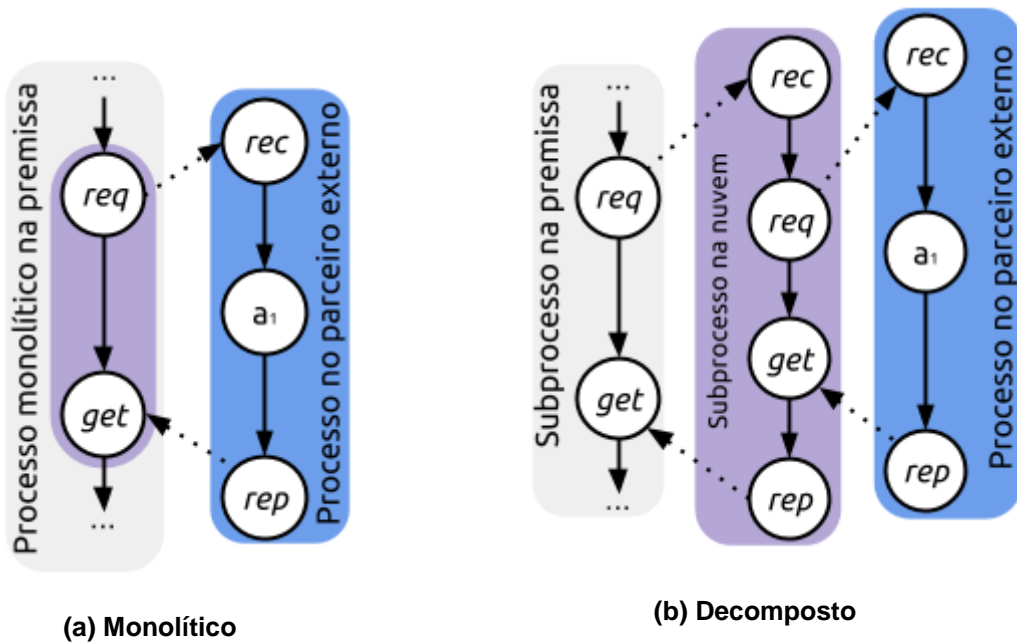 Processo monolítico na premissa
...
req
get
...
rec
a₁
rep
Processo no parceiro externo
(a) Monolítico
Subprocesso na premissa
...
req
get
...
Subprocesso na nuvem
rec
req
get
rep
rec
a₁
rep
Processo no parceiro externo
(b) Decomposto